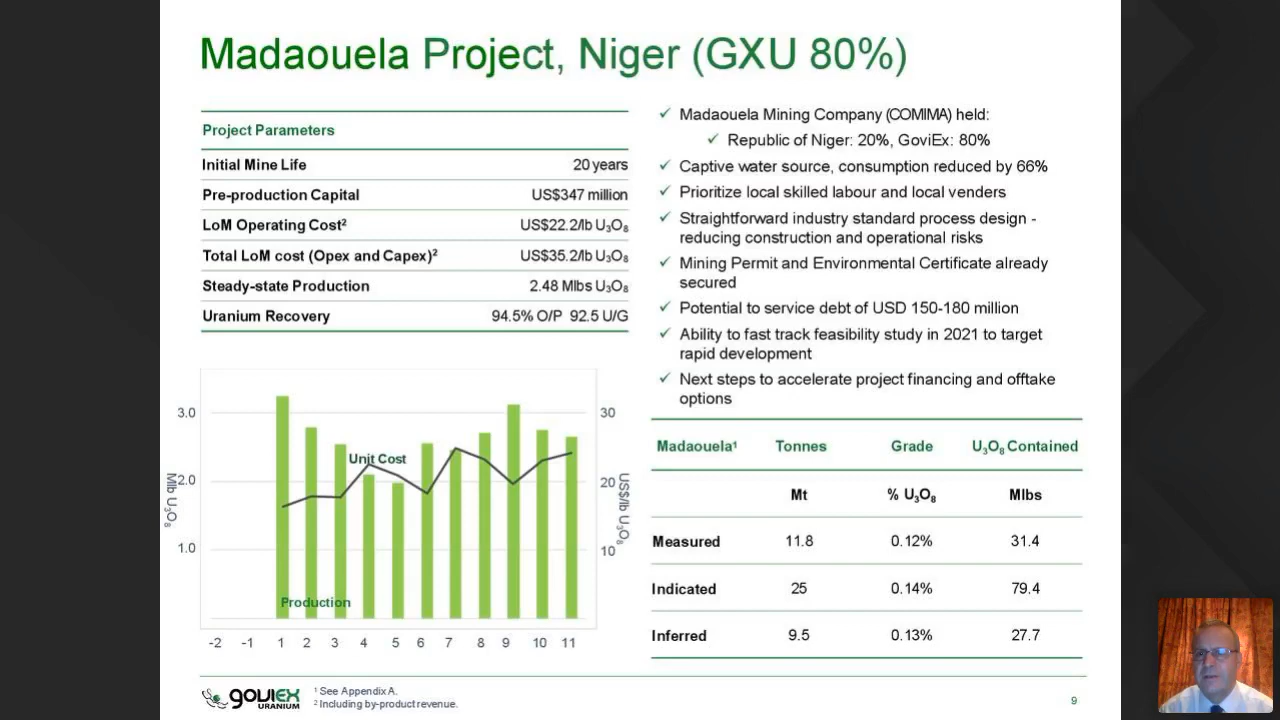 Madaouela Project, Niger (GXU 80%)
Project Parameters
Initial Mine Life 20 years
Pre-production Capital US$347 million
LoM Operating Cost² US$22.2/lb U₃O₈
Total LoM cost (Opex and Capex)² US$35.2/lb U₃O₈
Steady-state Production 2.48 Mlbs U₃O₈
Uranium Recovery 94.5% O/P 92.5 U/G
✓ Madaouela Mining Company (COMIMA) held:
✓ Republic of Niger: 20%, GoviEx: 80%
✓ Captive water source, consumption reduced by 66%
✓ Prioritize local skilled labour and local venders
✓ Straightforward industry standard process design -
reducing construction and operational risks
✓ Mining Permit and Environmental Certificate already
secured
✓ Potential to service debt of USD 150-180 million
✓ Ability to fast track feasibility study in 2021 to target
rapid development
✓ Next steps to accelerate project financing and offtake
options
3.0 30
Unit Cost
2.0 20
Mlb U₃O₈
US$/lb U₃O₈
1.0 10
Production
-2 -1 1 2 3 4 5 6 7 8 9 10 11
Madaouela¹ Tonnes Grade U₃O₈ Contained
Mt % U₃O₈ Mlbs
Measured 11.8 0.12% 31.4
Indicated 25 0.14% 79.4
Inferred 9.5 0.13% 27.7
goviex
URANIUM
¹ See Appendix A.
² Including by-product revenue.
9